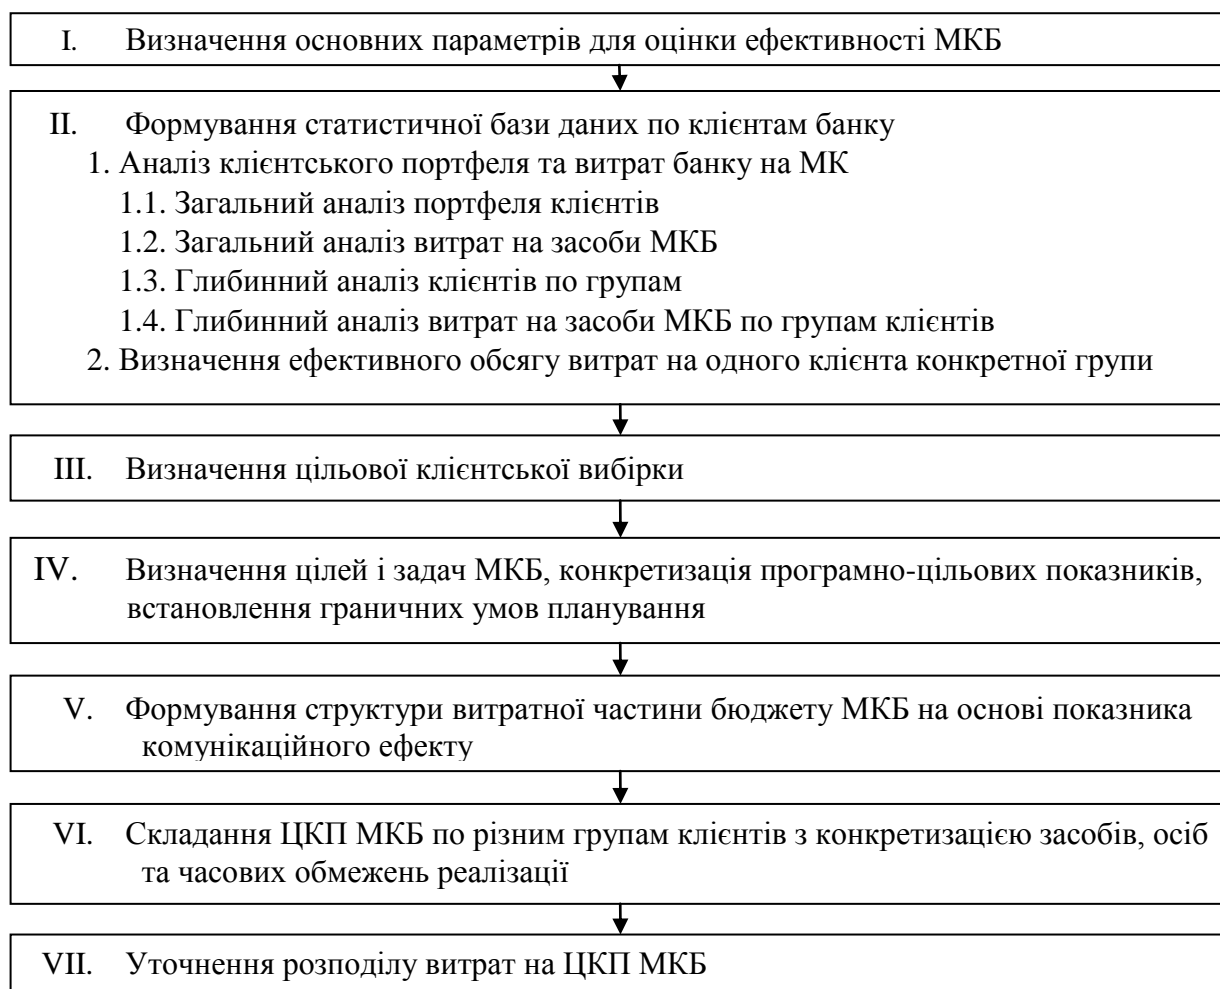 I. Визначення основних параметрів для оцінки ефективності МКБ
II. Формування статистичної бази даних по клієнтам банку
1. Аналіз клієнтського портфеля та витрат банку на МК
1.1. Загальний аналіз портфеля клієнтів
1.2. Загальний аналіз витрат на засоби МКБ
1.3. Глибинний аналіз клієнтів по групам
1.4. Глибинний аналіз витрат на засоби МКБ по групам клієнтів
2. Визначення ефективного обсягу витрат на одного клієнта конкретної групи
III. Визначення цільової клієнтської вибірки
IV. Визначення цілей і задач МКБ, конкретизація програмно-цільових показників,
встановлення граничних умов планування
V. Формування структури витратної частини бюджету МКБ на основі показника
комунікаційного ефекту
VI. Складання ЦКП МКБ по різним групам клієнтів з конкретизацією засобів, осіб
та часових обмежень реалізації
VII. Уточнення розподілу витрат на ЦКП МКБ